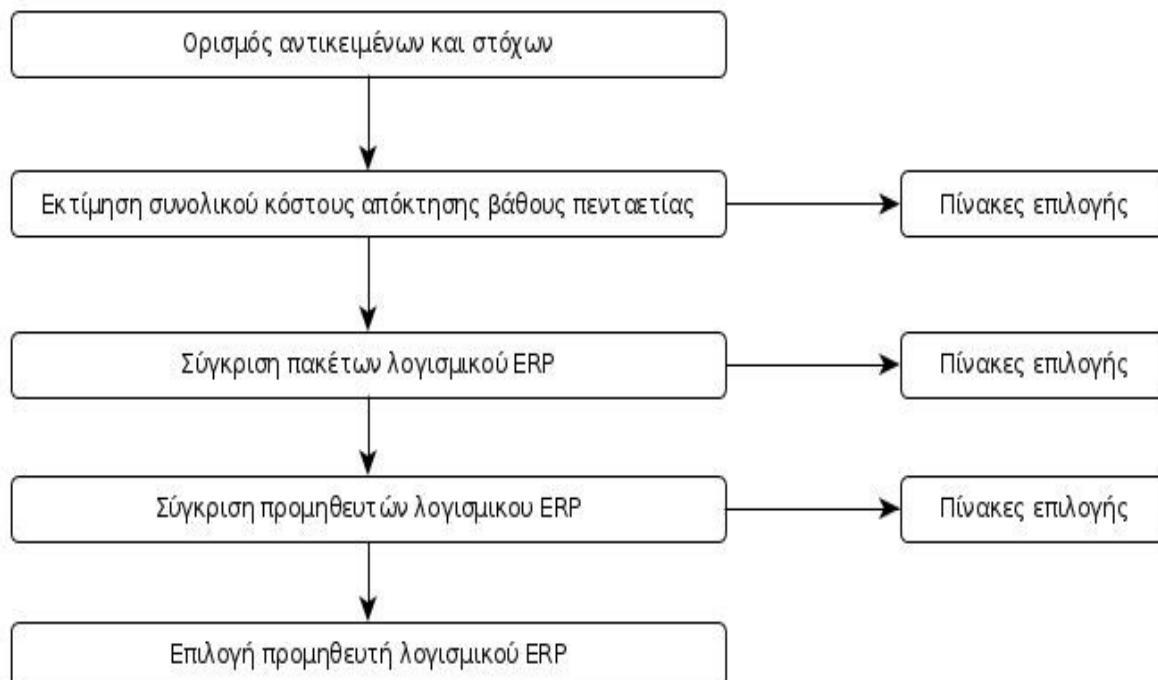 Ορισμός αντικειμένων και στόχων
Εκτίμηση συνολικού κόστους απόκτησης βάθους πενταετίας
Πίνακες επιλογής
Σύγκριση πακέτων λογισμικού ERP
Πίνακες επιλογής
Σύγκριση προμηθευτών λογισμικου ERP
Πίνακες επιλογής
Επιλογή προμηθευτή λογισμικού ERP